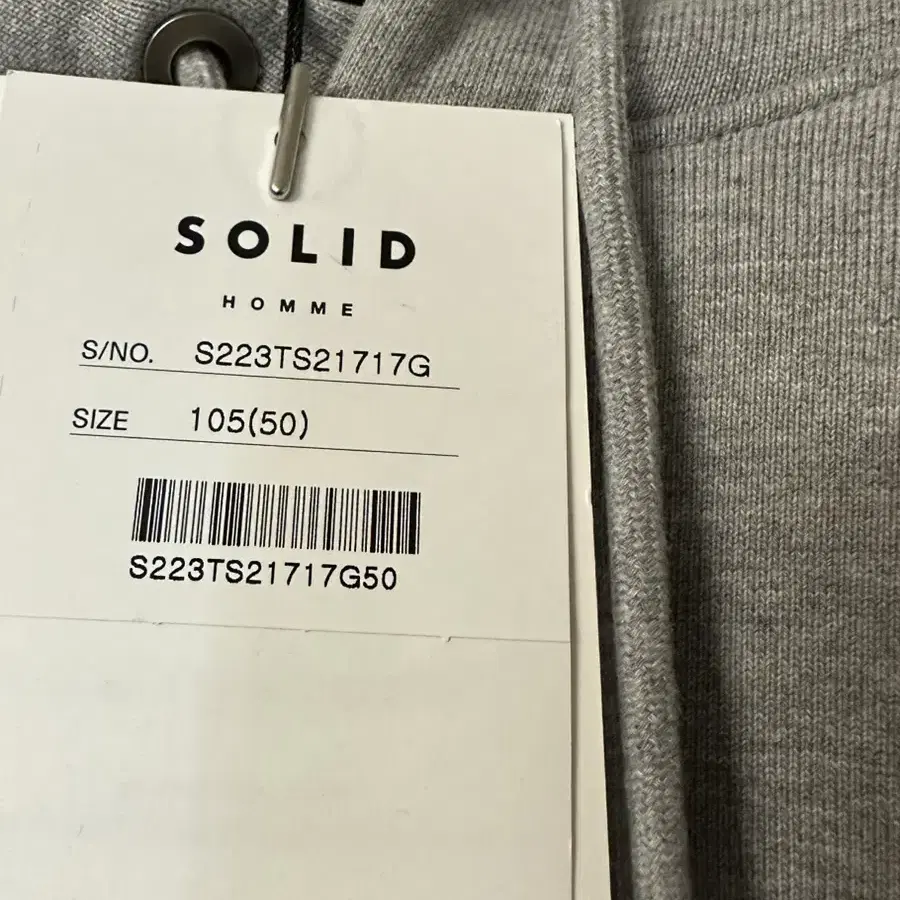 SOLID
HOMME
S/NO. S223TS21717G
SIZE 105(50)
S223TS21717G50